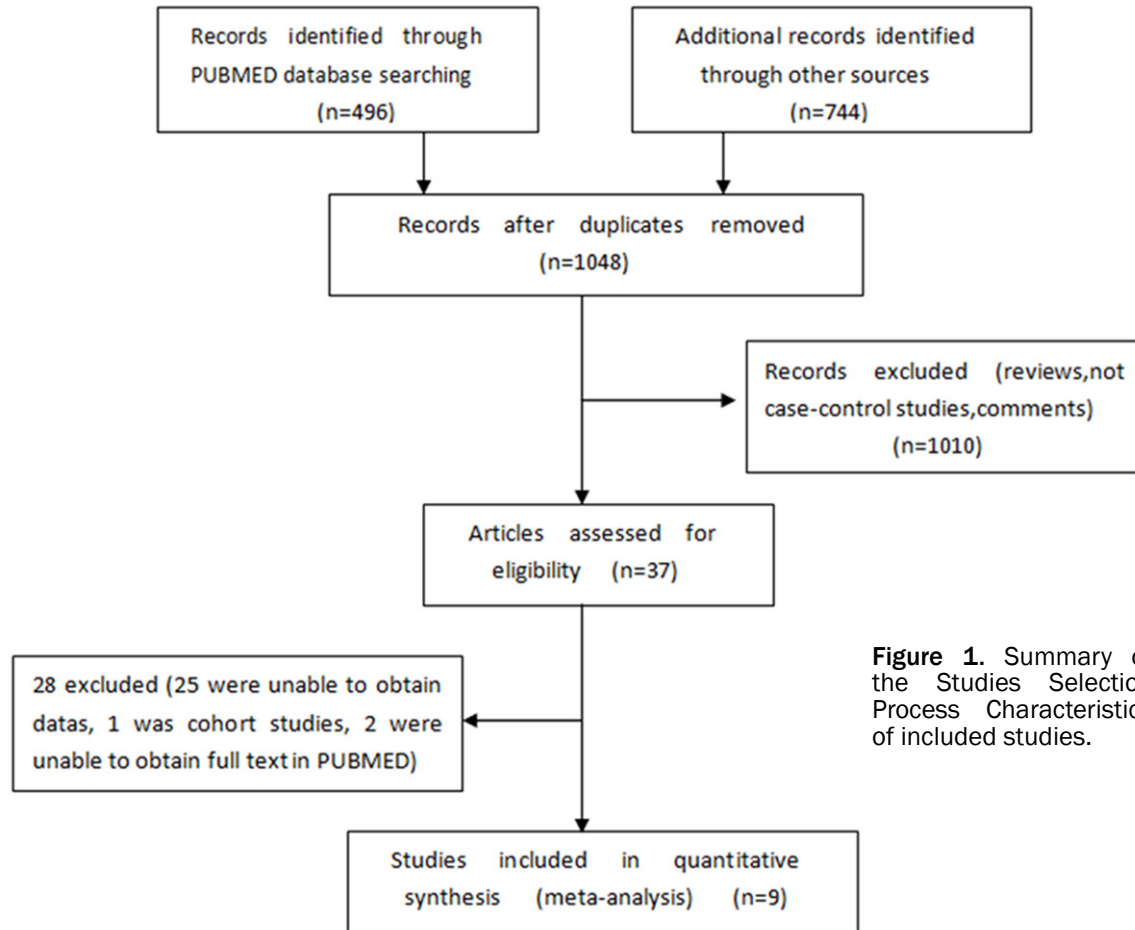 Records identified through
PUBMED database searching
(n=496)
Additional records identified
through other sources
(n=744)
Records after duplicates removed
(n=1048)
Records excluded (reviews,not
case-control studies,comments)
(n=1010)
Articles assessed for
eligibility (n=37)
28 excluded (25 were unable to obtain
datas, 1 was cohort studies, 2 were
unable to obtain full text in PUBMED)
Figure 1. Summary
the Studies
Process
of included studies.
Studies included in quantitative
synthesis (meta-analysis) (n=9)